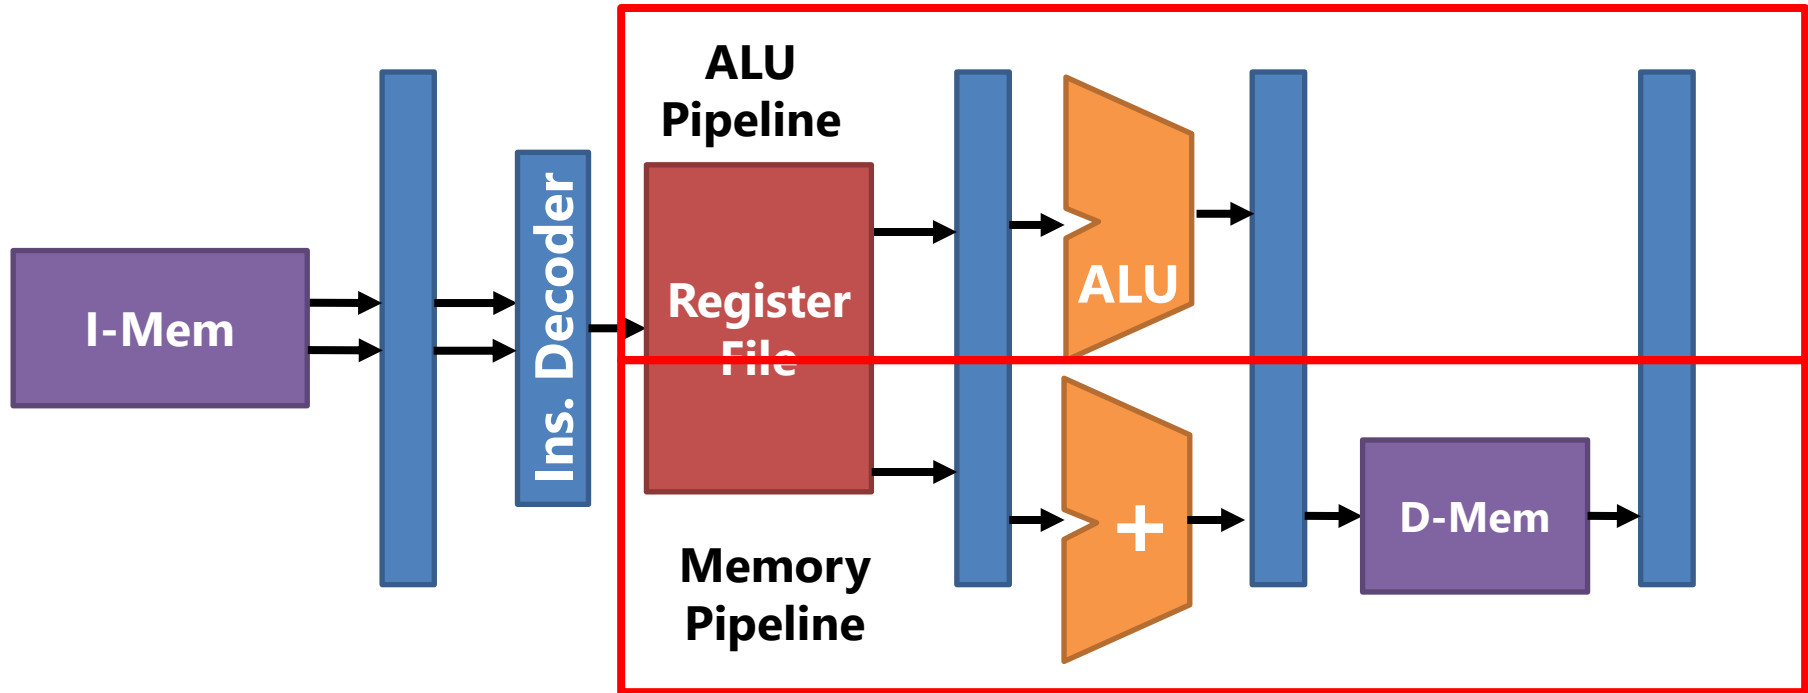 ALU
Pipeline
I-Mem
Ins. Decoder
Register
File
ALU
+
D-Mem
Memory
Pipeline